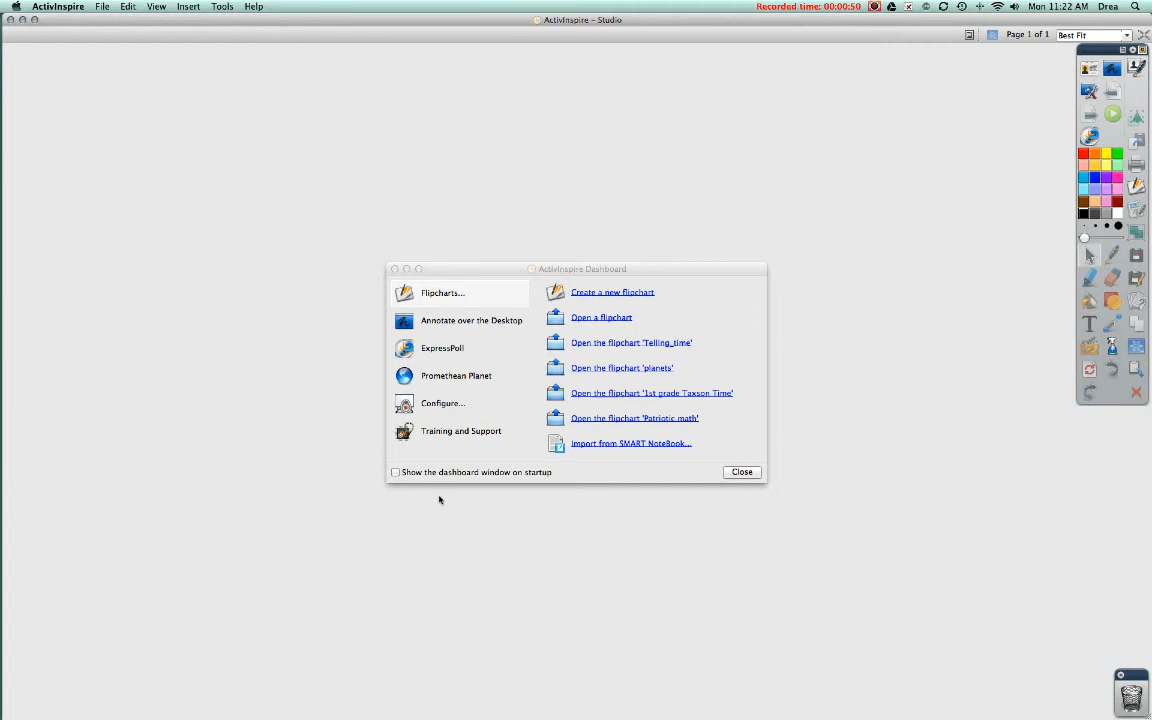 ActivInspire File Edit View Insert Tools Help Recorded time: 00:00:50 Mon 11:22 AM Drea
ActivInspire - Studio
Page 1 of 1 Best Fit
ActivInspire Dashboard
Flipcharts...
Annotate over the Desktop
ExpressPoll
Promethean Planet
Configure...
Training and Support
Create a new flipchart
Open a flipchart
Open the flipchart 'Telling_time'
Open the flipchart 'planets'
Open the flipchart '1st grade Taxson Time'
Open the flipchart 'Patriotic math'
Import from SMART NoteBook...
Show the dashboard window on startup
Close